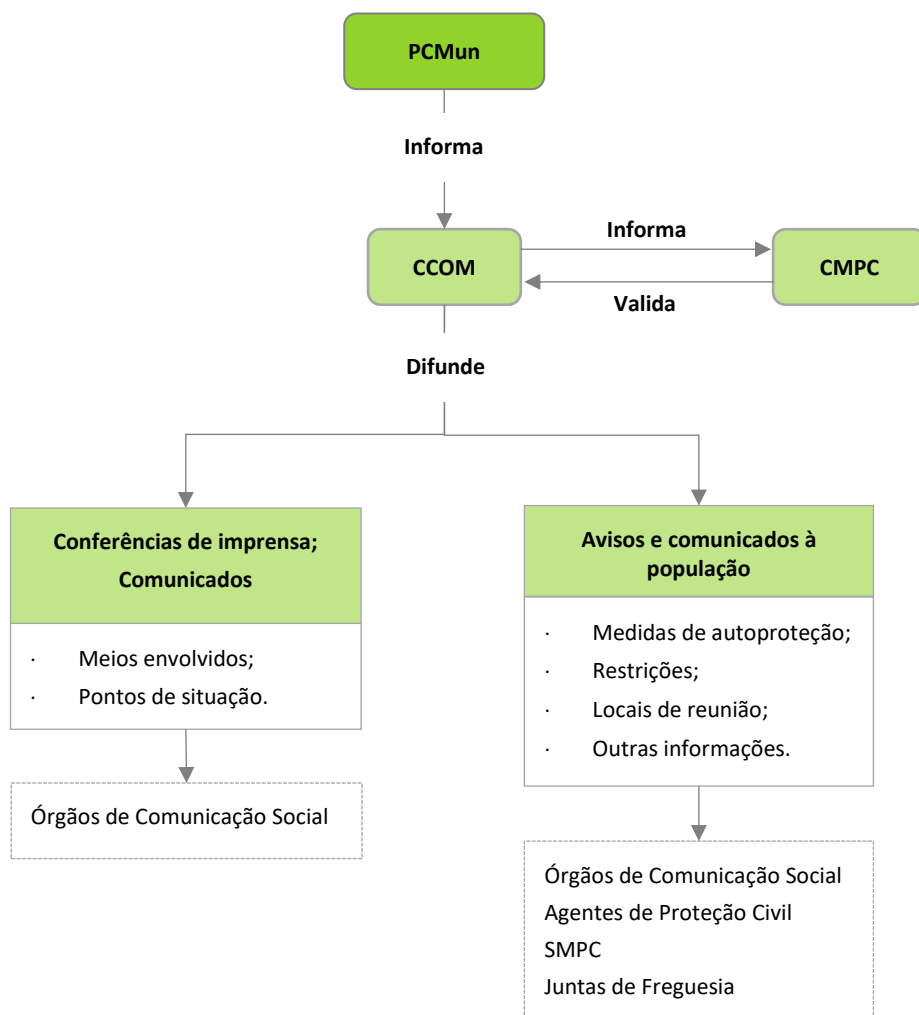 PCMun
Informa
CCOM
Informa
CMPC
Valida
Difunde
Conferências de imprensa;
Comunicados
· Meios envolvidos;
· Pontos de situação.
Órgãos de Comunicação Social
Avisos e comunicados à
população
· Medidas de autoproteção;
· Restrições;
· Locais de reunião;
· Outras informações.
Órgãos de Comunicação Social
Agentes de Proteção Civil
SMPC
Juntas de Freguesia